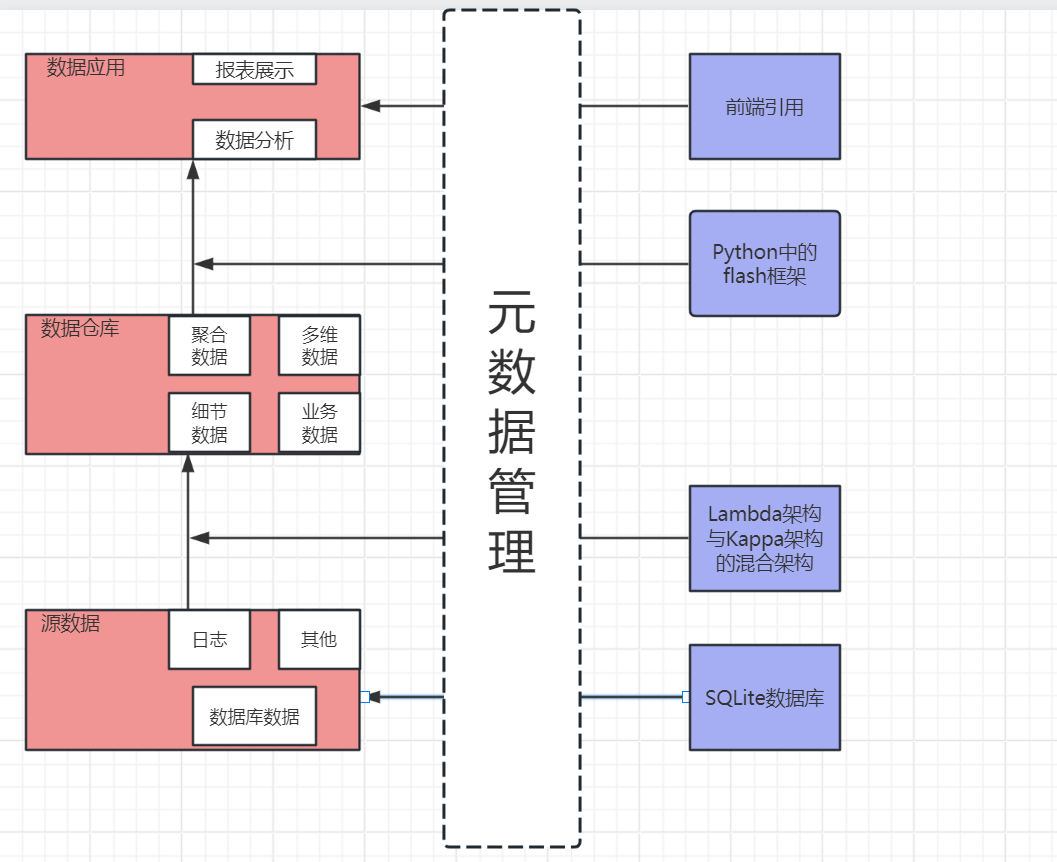 数据应用
报表展示
数据分析
前端引用
Python中的
flash框架
元
数
据
管
理
数据仓库
聚合
数据
多维
数据
细节
数据
业务
数据
Lambda架构
与Kappa架构
的混合架构
源数据
日志
其他
数据库数据
SQLite数据库